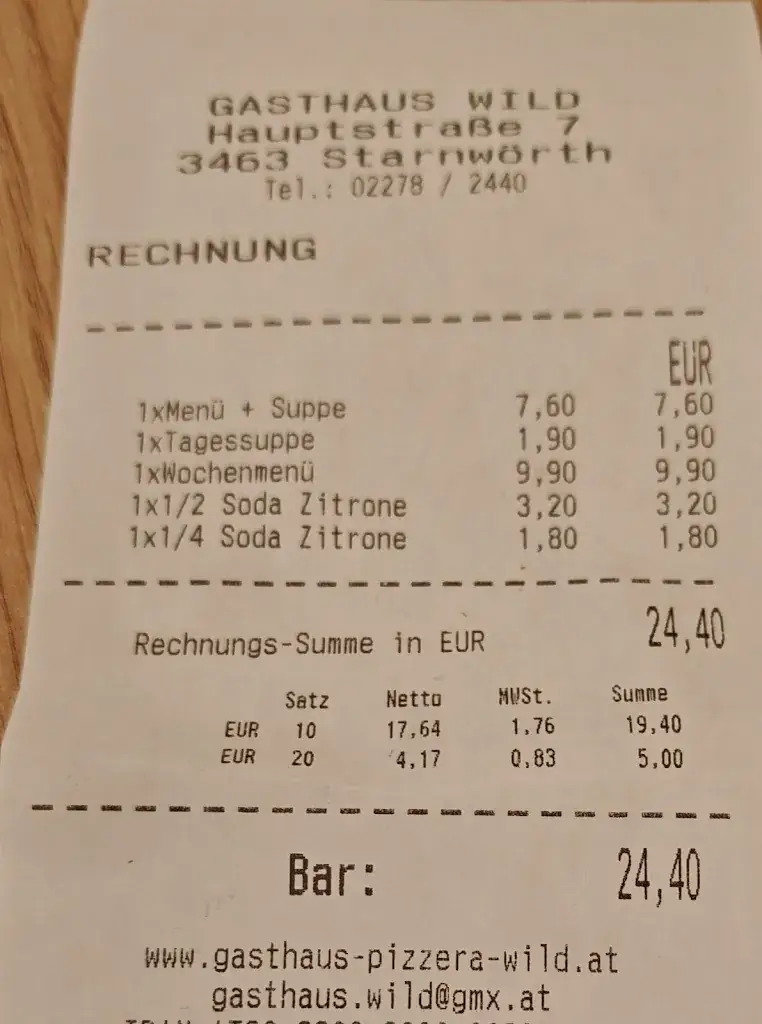 GASTHAUS WILD
Hauptstraße 7
3463 Starnwörth
Tel.: 02278 / 2440
RECHNUNG
EUR
1xMenü + Suppe 7,60 7,60
1xTagessuppe 1,90 1,90
1xWochenmenü 9,90 9,90
1x1/2 Soda Zitrone 3,20 3,20
1x1/4 Soda Zitrone 1,80 1,80
Rechnungs-Summe in EUR 24,40
Satz Netto MWSt. Summe
EUR 10 17,64 1,76 19,40
EUR 20 4,17 0,83 5,00
Bar: 24,40
www.gasthaus-pizzera-wild.at
gasthaus.wild@gmx.at